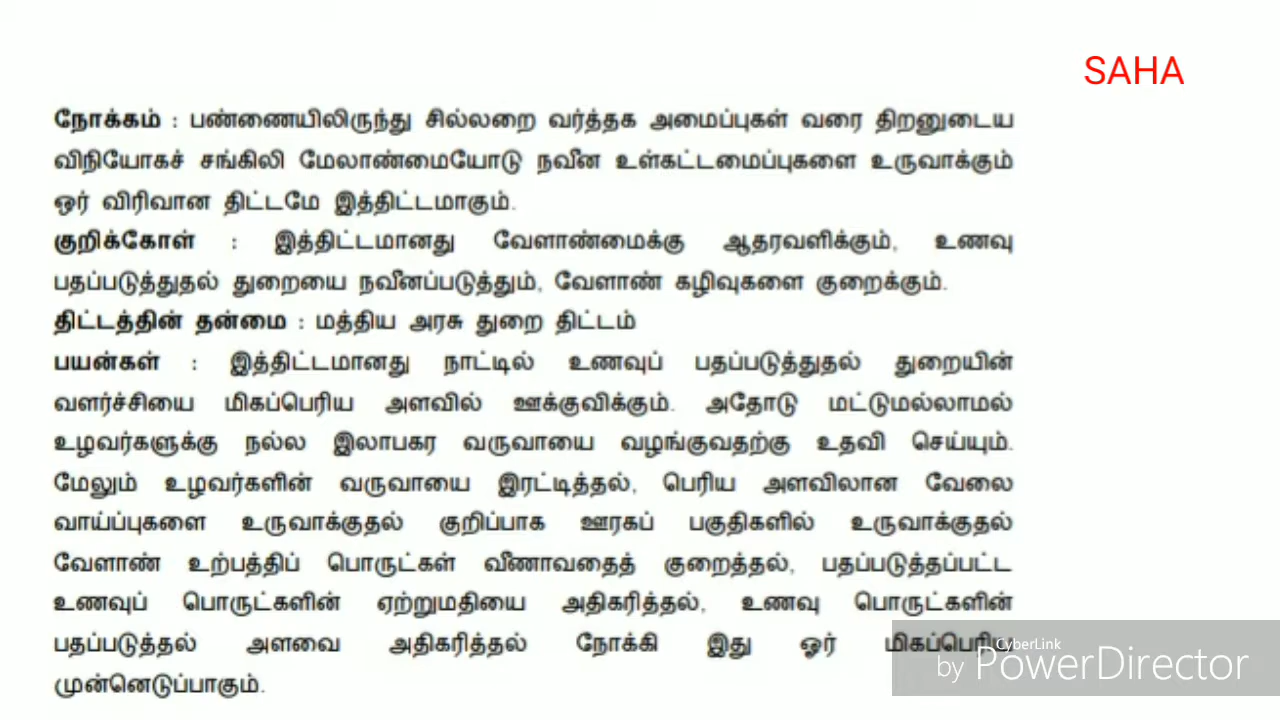 SAHA
நோக்கம் : பண்ணையிலிருந்து சில்லறை வர்த்தக அமைப்புகள் வரை திறனுடைய
விநியோகச் சங்கிலி மேலாண்மையோடு நவீன உள்கட்டமைப்புகளை உருவாக்கும்
ஒர் விரிவான திட்டமே இத்திட்டமாகும்.
குறிக்கோள் : இத்திட்டமானது வேளாண்மைக்கு ஆதரவளிக்கும், உணவு
பதப்படுத்துதல் துறையை நவீனப்படுத்தும், வேளாண் கழிவுகளை குறைக்கும்.
திட்டத்தின் தன்மை : மத்திய அரசு துறை திட்டம்
பயன்கள் : இத்திட்டமானது நாட்டில் உணவுப் பதப்படுத்துதல் துறையின்
வளர்ச்சியை மிகப்பெரிய அளவில் ஊக்குவிக்கும். அதோடு மட்டுமல்லாமல்
உழவர்களுக்கு நல்ல இலாபகர வருவாயை வழங்குவதற்கு உதவி செய்யும்.
மேலும் உழவர்களின் வருவாயை இரட்டித்தல், பெரிய அளவிலான வேலை
வாய்ப்புகளை உருவாக்குதல் குறிப்பாக ஊரகப் பகுதிகளில் உருவாக்குதல்
வேளாண் உற்பத்திப் பொருட்கள் வீணாவதைத் குறைத்தல், பதப்படுத்தப்பட்ட
உணவுப் பொருட்களின் ஏற்றுமதியை அதிகரித்தல், உணவு பொருட்களின்
பதப்படுத்தல் அளவை அதிகரித்தல் நோக்கி இது ஓர் மிகப்பெரிய
முன்னெடுப்பாகும்.
CyberLink
by PowerDirector